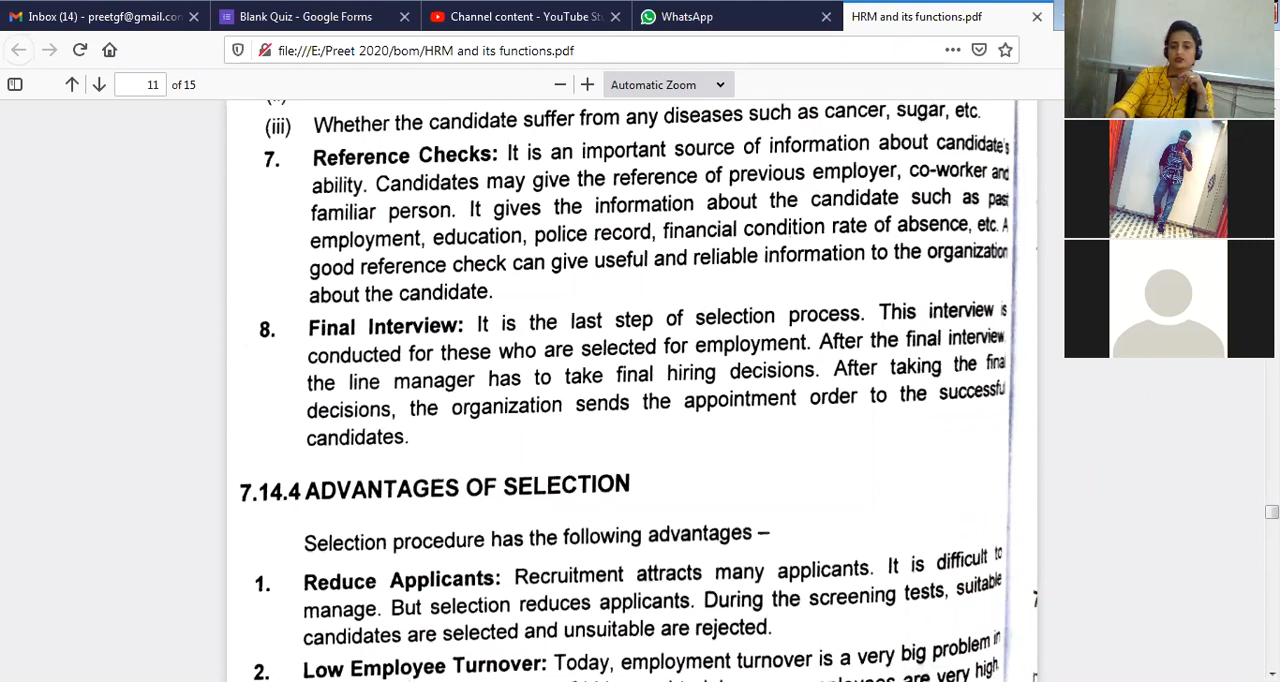 Inbox (14) - preetgf@gmail.co
Blank Quiz - Google Forms
Channel content - YouTube St
WhatsApp
HRM and its functions.pdf
file:///E:/Preet 2020/bom/HRM and its functions.pdf
11 of 15
Automatic Zoom
(iii) Whether the candidate suffer from any diseases such as cancer, sugar, etc.
7. Reference Checks: It is an important source of information about candidate's
ability. Candidates may give the reference of previous employer, co-worker and
familiar person. It gives the information about the candidate such as past
employment, education, police record, financial condition rate of absence, etc. A
good reference check can give useful and reliable information to the organization
about the candidate.
8. Final Interview: It is the last step of selection process. This interview is
conducted for these who are selected for employment. After the final interview
the line manager has to take final hiring decisions. After taking the final
decisions, the organization sends the appointment order to the successfu
candidates.
7.14.4 ADVANTAGES OF SELECTION
Selection procedure has the following advantages –
1. Reduce Applicants: Recruitment attracts many applicants. It is difficult to
manage. But selection reduces applicants. During the screening tests, suitable
candidates are selected and unsuitable are rejected.
2. Low Employee Turnover: Today, employment turnover is a very big problem in
are very high